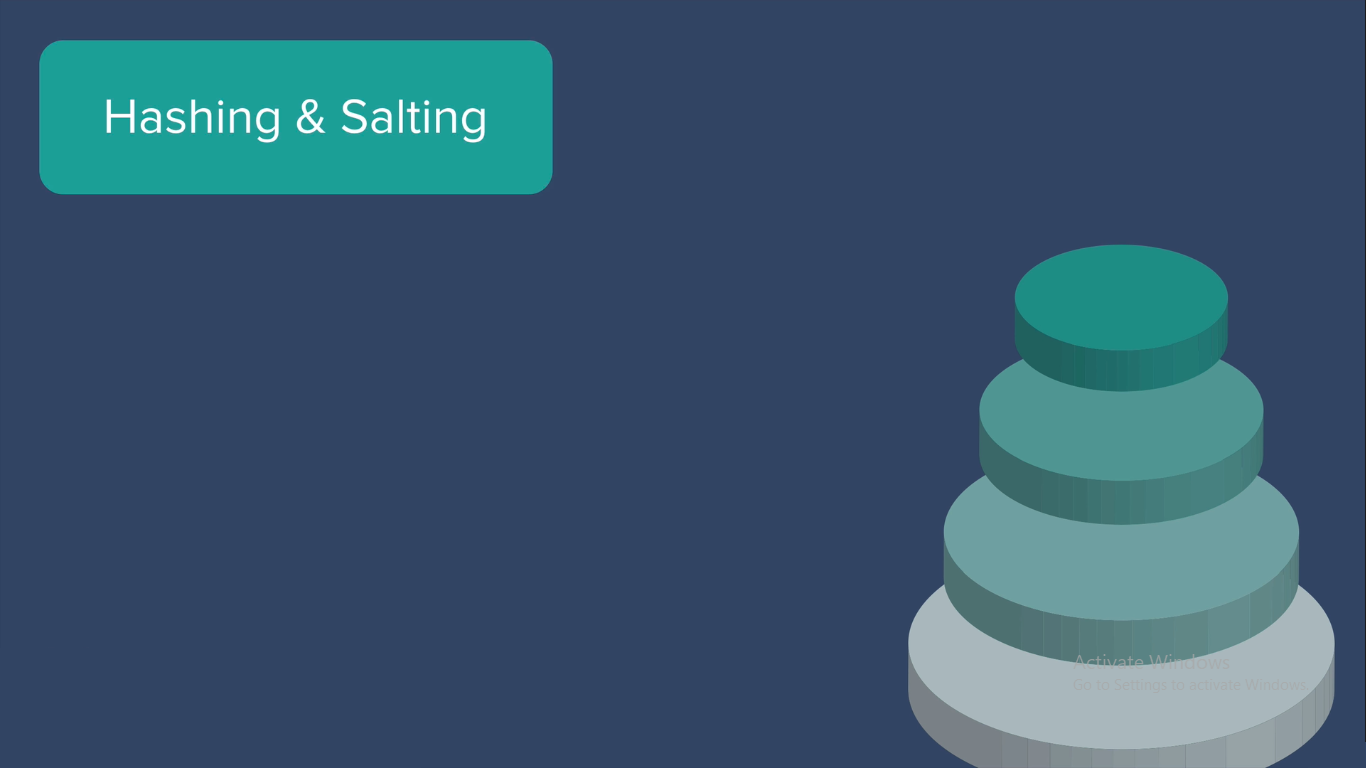 Hashing & Salting
Activate Windows
Go to Settings to activate Windows.